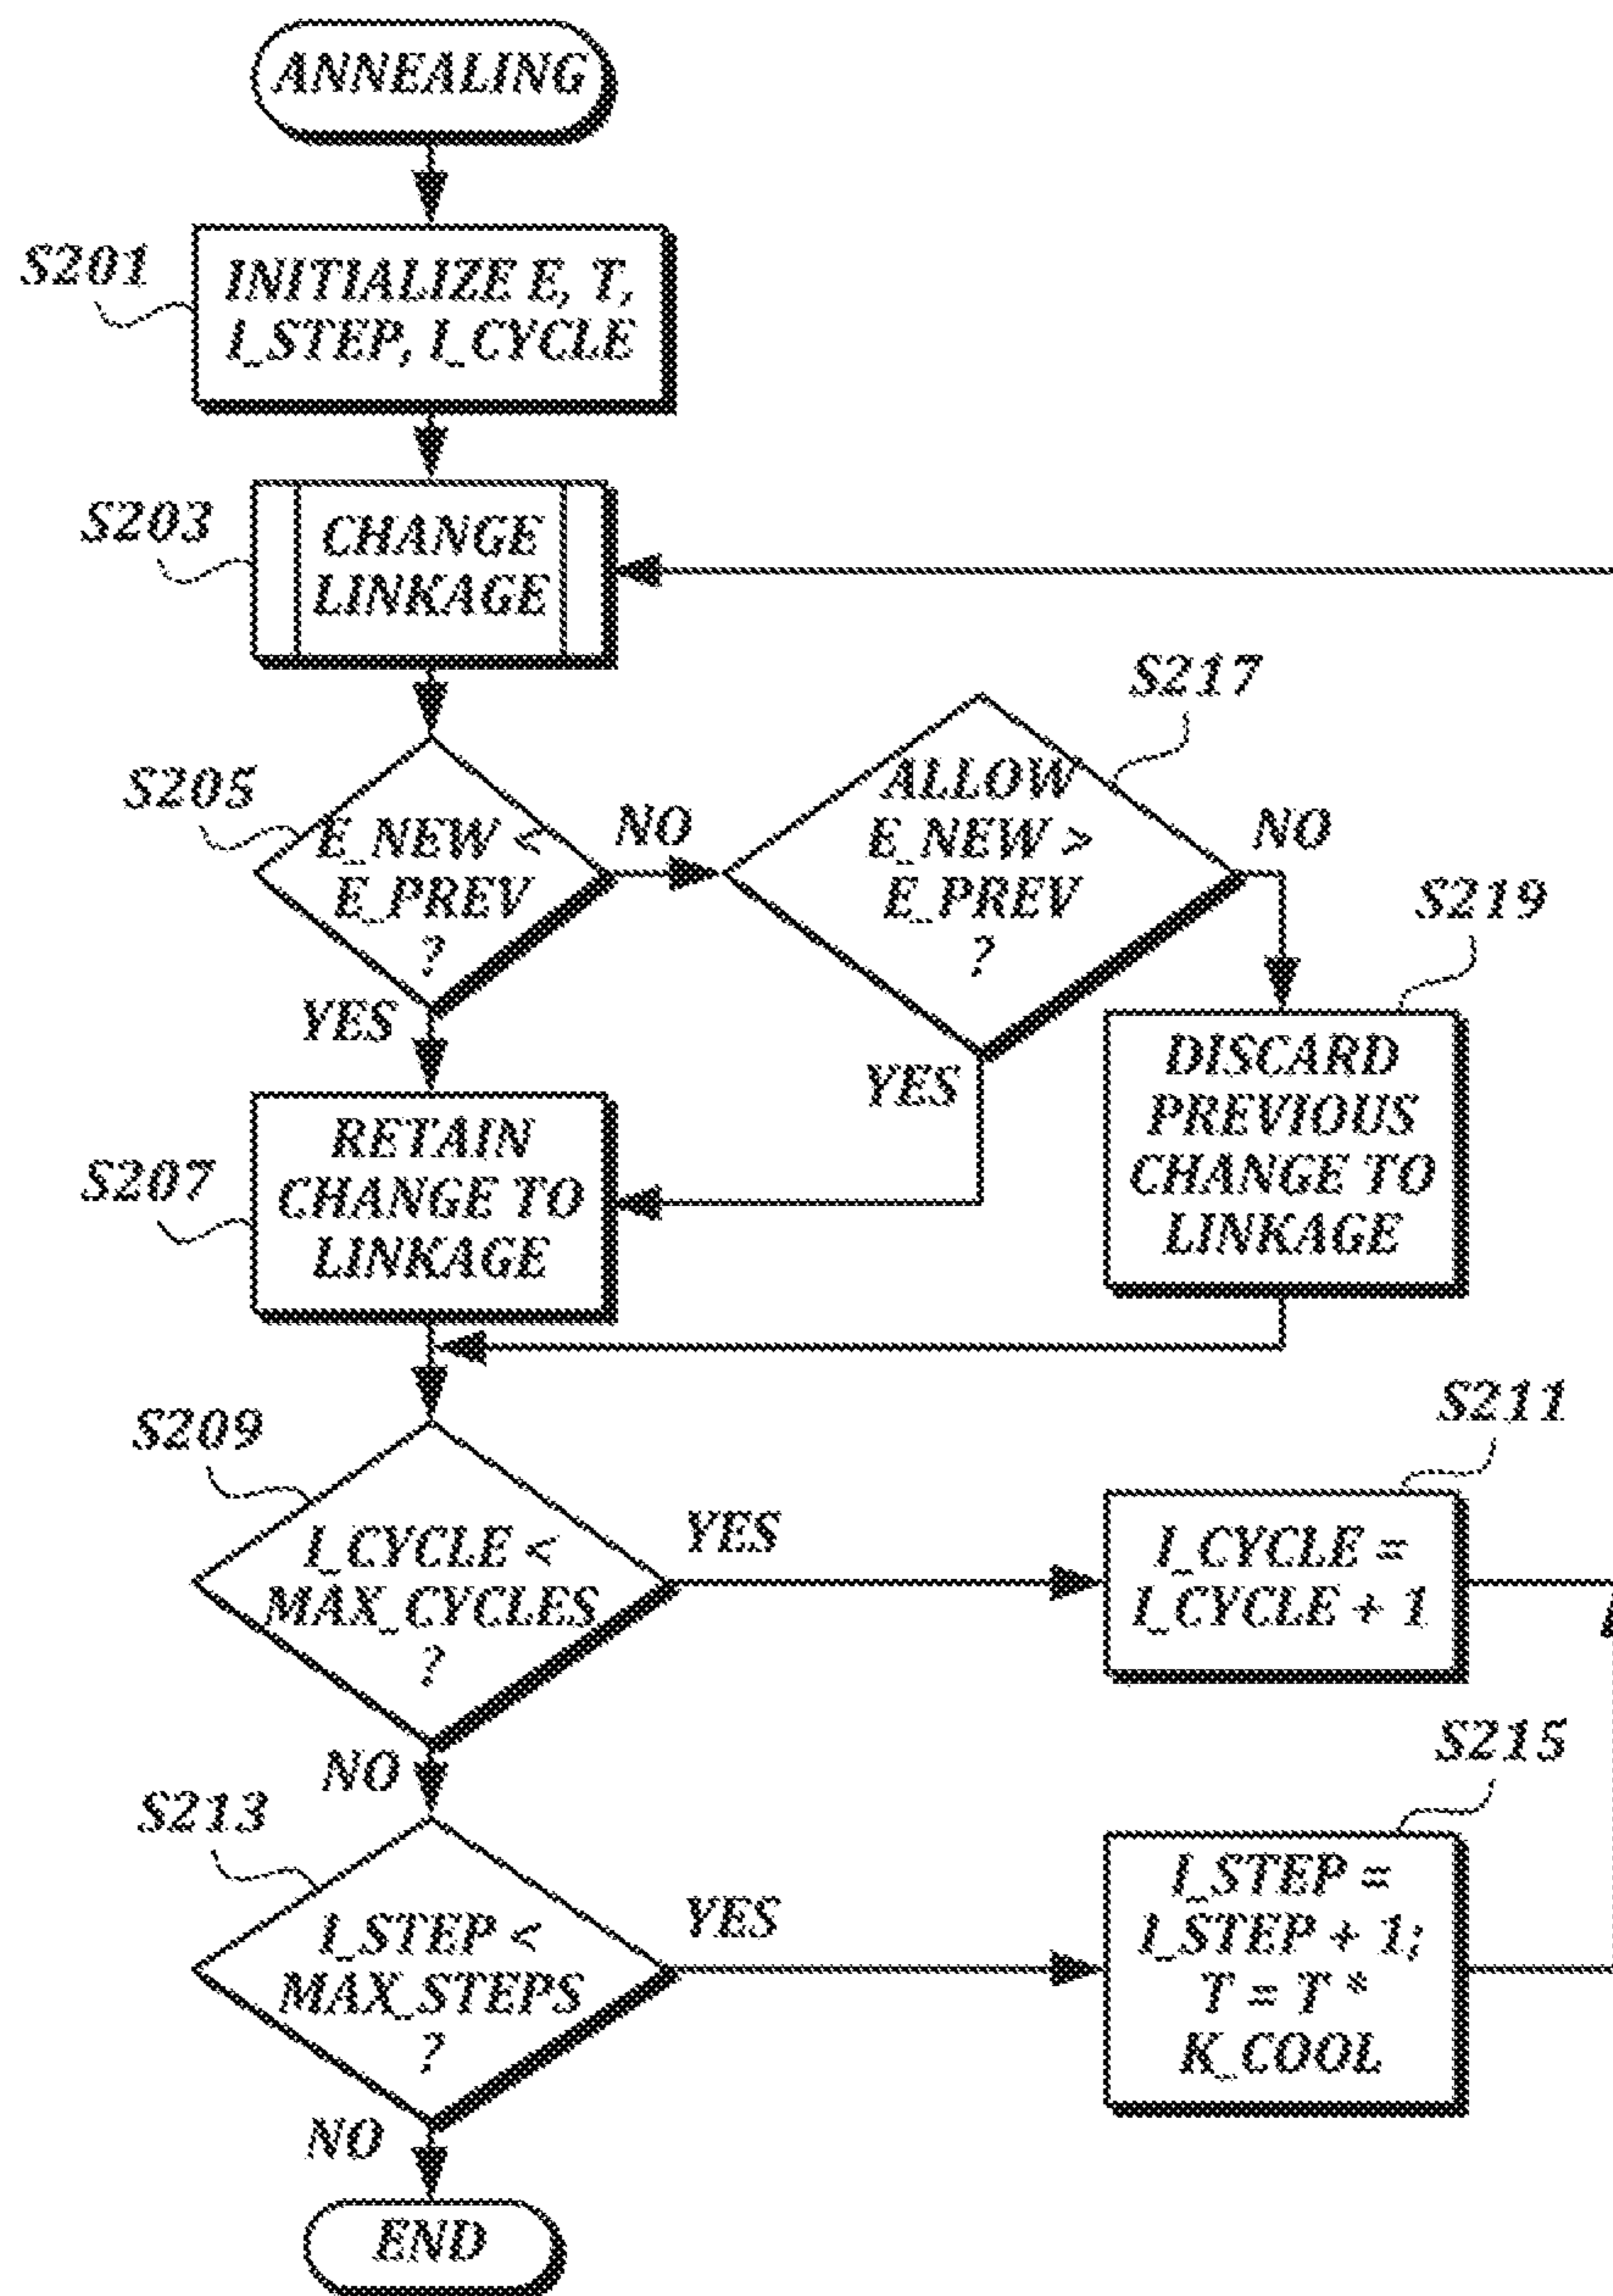 ANNEALING
S201
INITIALIZE E, T,
I_STEP, I_CYCLE
S203
CHANGE
LINKAGE
S205
E_NEW <
E_PREV
?
NO
YES
S217
ALLOW
E_NEW >
E_PREV
?
NO
YES
S219
DISCARD
PREVIOUS
CHANGE TO
LINKAGE
S207
RETAIN
CHANGE TO
LINKAGE
S209
I_CYCLE <
MAX_CYCLES
?
YES
NO
S211
I_CYCLE =
I_CYCLE + 1
S213
I_STEP <
MAX_STEPS
?
YES
NO
S215
I_STEP =
I_STEP + 1;
T = T *
K_COOL
END